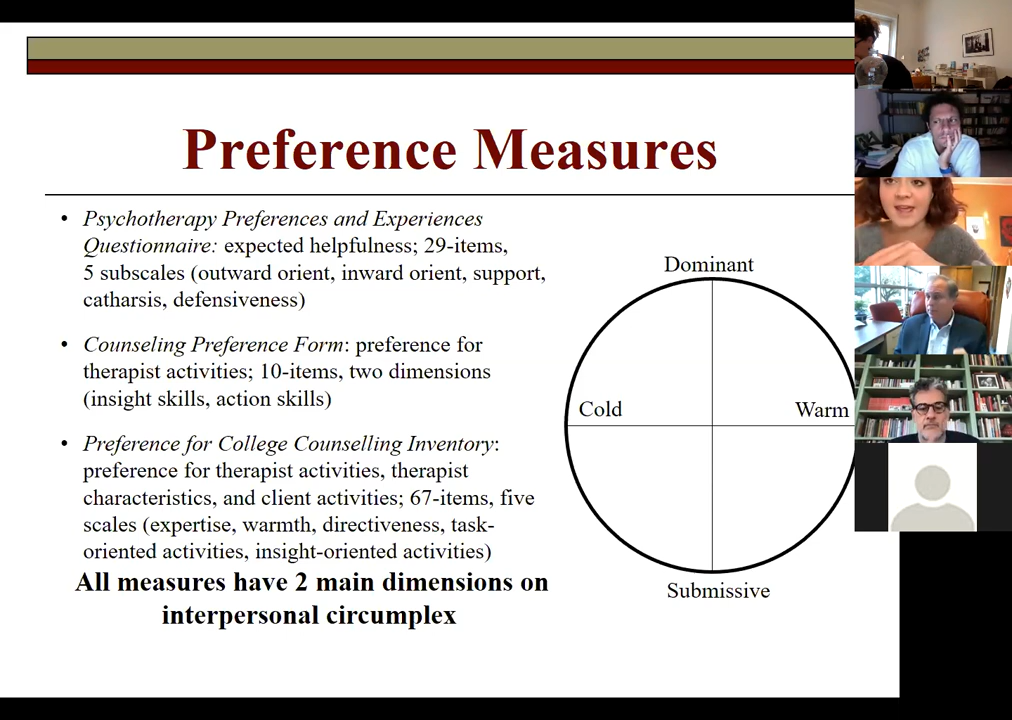 Preference Measures
• Psychotherapy Preferences and Experiences
Questionnaire: expected helpfulness; 29-items,
5 subscales (outward orient, inward orient, support,
catharsis, defensiveness)
• Counseling Preference Form: preference for
therapist activities; 10-items, two dimensions
(insight skills, action skills)
• Preference for College Counselling Inventory:
preference for therapist activities, therapist
characteristics, and client activities; 67-items, five
scales (expertise, warmth, directiveness, task-
oriented activities, insight-oriented activities)
All measures have 2 main dimensions on
interpersonal circumplex
Dominant
Cold
Warm
Submissive